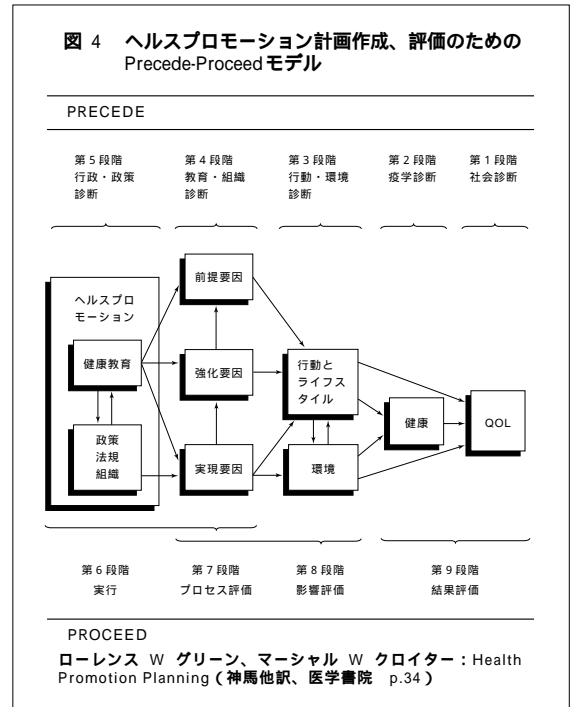 図 4 ヘルスプロモーション計画作成、評価のための
Precede-Proceedモデル
PRECEDE
第5段階
行政・政策
診断
第4段階
教育・組織
診断
第3段階
行動・環境
診断
第2段階
疫学診断
第1段階
社会診断
ヘルスプロ
モーション
健康教育
政策
法規
組織
前提要因
強化要因
実現要因
行動と
ライフス
タイル
環境
健康
QOL
第6段階
実行
第7段階
プロセス評価
第8段階
影響評価
第9段階
結果評価
PROCEED
ローレンス W グリーン、マーシャル W クロイター：Health
Promotion Planning（神馬他訳、医学書院 p.34）